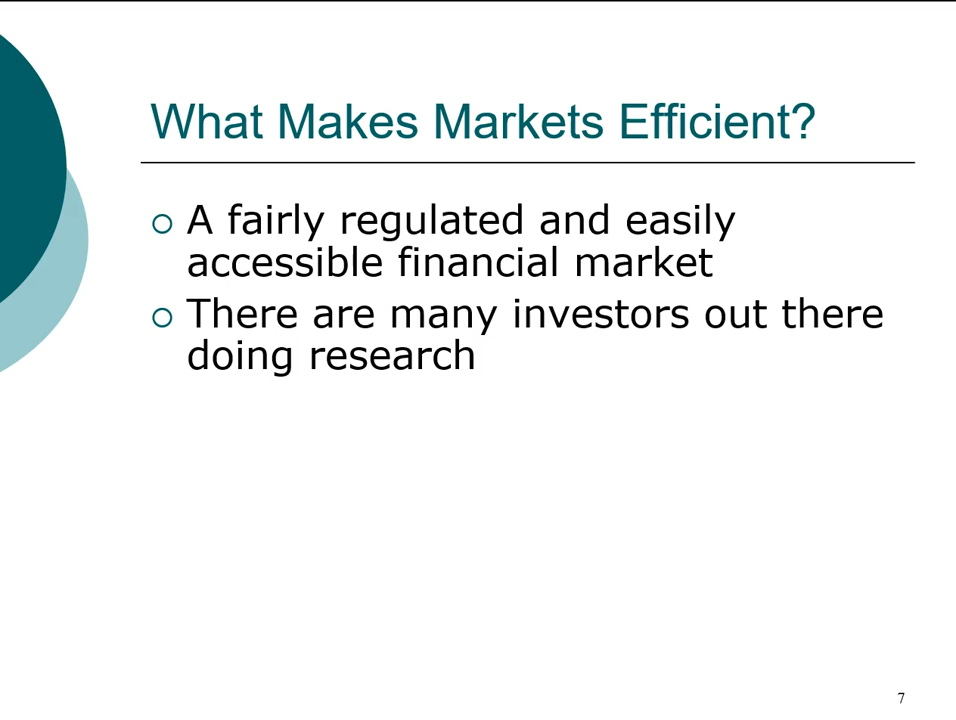 What Makes Markets Efficient?
A fairly regulated and easily
accessible financial market
There are many investors out there
doing research
7